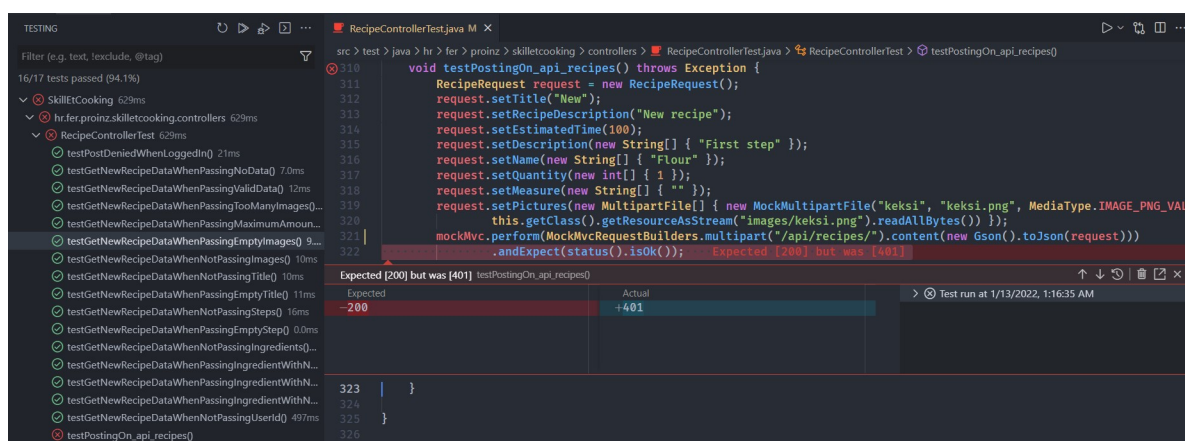 TESTING
Filter (e.g. text, !exclude, @tag)
16/17 tests passed (94.1%)
SkillEtCooking 629ms
hr.fer.proinz.skilletcooking.controllers 629ms
RecipeControllerTest 629ms
testPostDeniedWhenLoggedIn() 21ms
testGetNewRecipeDataWhenPassingNoData() 7.0ms
testGetNewRecipeDataWhenPassingValidData() 12ms
testGetNewRecipeDataWhenPassingTooManyImages()...
testGetNewRecipeDataWhenPassingMaximumAmoun...
testGetNewRecipeDataWhenPassingEmptyImages() 9....
testGetNewRecipeDataWhenNotPassingImages() 10ms
testGetNewRecipeDataWhenNotPassingTitle() 10ms
testGetNewRecipeDataWhenPassingEmptyTitle() 11ms
testGetNewRecipeDataWhenNotPassingSteps() 16ms
testGetNewRecipeDataWhenPassingEmptyStep() 0.0ms
testGetNewRecipeDataWhenNotPassingIngredients()...
testGetNewRecipeDataWhenPassingIngredientWithN...
testGetNewRecipeDataWhenPassingIngredientWithN...
testGetNewRecipeDataWhenPassingIngredientWithN...
testGetNewRecipeDataWhenNotPassingUserId() 497ms
testPostingOn_api_recipes()
RecipeControllerTest.java M
src > test > java > hr > fer > proinz > skilletcooking > controllers > RecipeControllerTest.java > RecipeControllerTest > testPostingOn_api_recipes()
310 void testPostingOn_api_recipes() throws Exception {
311 RecipeRequest request = new RecipeRequest();
312 request.setTitle("New");
313 request.setRecipeDescription("New recipe");
314 request.setEstimatedTime(100);
315 request.setDescription(new String[] { "First step" });
316 request.setName(new String[] { "Flour" });
317 request.setQuantity(new int[] { 1 });
318 request.setMeasure(new String[] { "" });
319 request.setPictures(new MultipartFile[] { new MockMultipartFile("keksi", "keksi.png", MediaType.IMAGE_PNG_VAL
320 this.getClass().getResourceAsStream("images/keksi.png").readAllBytes()) });
321 mockMvc.perform(MockMvcRequestBuilders.multipart("/api/recipes/").content(new Gson().toJson(request)))
322 .andExpect(status().isOk()); Expected [200] but was [401]
Expected [200] but was [401] testPostingOn_api_recipes()
Expected Actual
−200 +401
Test run at 1/13/2022, 1:16:35 AM
323 }
324
325 }
326